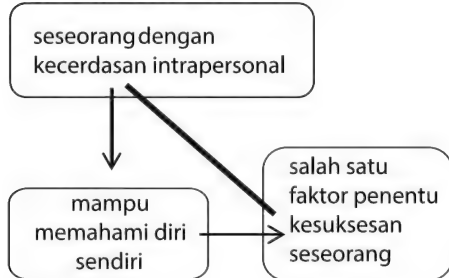 seseorang dengan
kecerdasan intrapersonal
mampu
memahami diri
sendiri
salah satu
faktor penentu
kesuksesan
seseorang